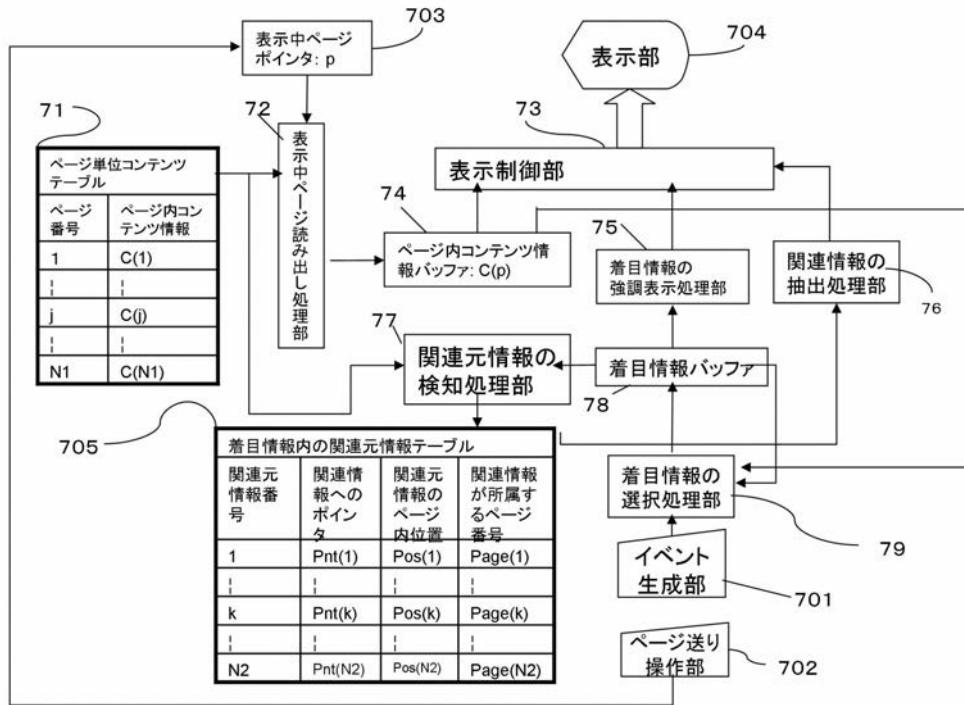 703
表示中ページ
ポインタ: p
704
表示部
71
72
表示中ページ読み出し処理部
73
表示制御部
ページ単位コンテンツ
テーブル
ページ
番号
ページ内コン
テンツ情報
1
C(1)
j
C(j)
N1
C(N1)
74
ページ内コンテンツ情
報バッファ: C(p)
75
着目情報の
強調表示処理部
関連情報の
抽出処理部
76
77
関連元情報の
検知処理部
着目情報バッファ
78
705
着目情報内の関連元情報テーブル
関連元
情報番
号
関連情
報への
ポイン
タ
関連元
情報の
ページ
内位置
関連情報
が所属す
るページ
番号
1
Pnt(1)
Pos(1)
Page(1)
k
Pnt(k)
Pos(k)
Page(k)
N2
Pnt(N2)
Pos(N2)
Page(N2)
着目情報の
選択処理部
79
イベント
生成部
701
ページ送り
操作部
702